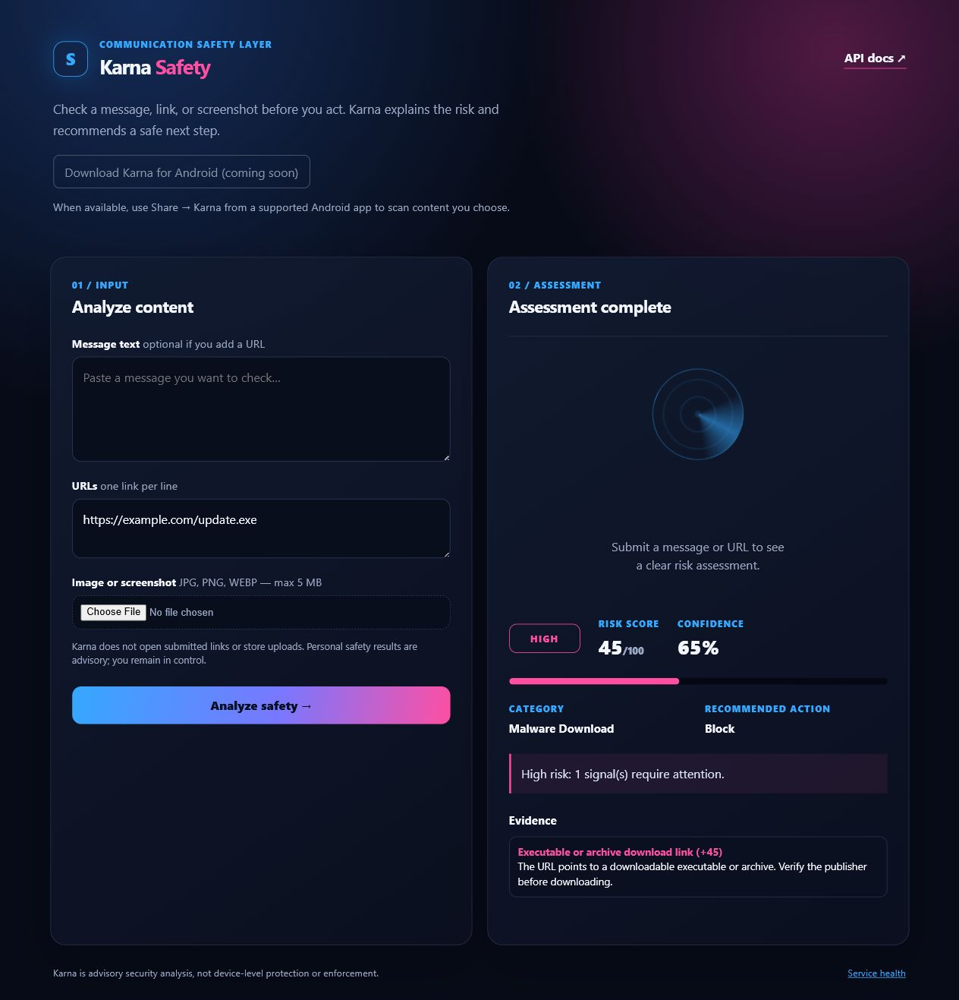 S
COMMUNICATION SAFETY LAYER
Karna Safety
API docs ↗
Check a message, link, or screenshot before you act. Karna explains the risk and
recommends a safe next step.
Download Karna for Android (coming soon)
When available, use Share → Karna from a supported Android app to scan content you choose.
01 / INPUT
Analyze content
Message text optional if you add a URL
Paste a message you want to check...
URLs one link per line
https://example.com/update.exe
Image or screenshot JPG, PNG, WEBP — max 5 MB
Choose File No file chosen
Karna does not open submitted links or store uploads. Personal safety results are
advisory; you remain in control.
Analyze safety →
02 / ASSESSMENT
Assessment complete
Submit a message or URL to see
a clear risk assessment.
HIGH
RISK SCORE
45/100
CONFIDENCE
65%
CATEGORY
Malware Download
RECOMMENDED ACTION
Block
High risk: 1 signal(s) require attention.
Evidence
Executable or archive download link (+45)
The URL points to a downloadable executable or archive. Verify the publisher
before downloading.
Karna is advisory security analysis, not device-level protection or enforcement.
Service health